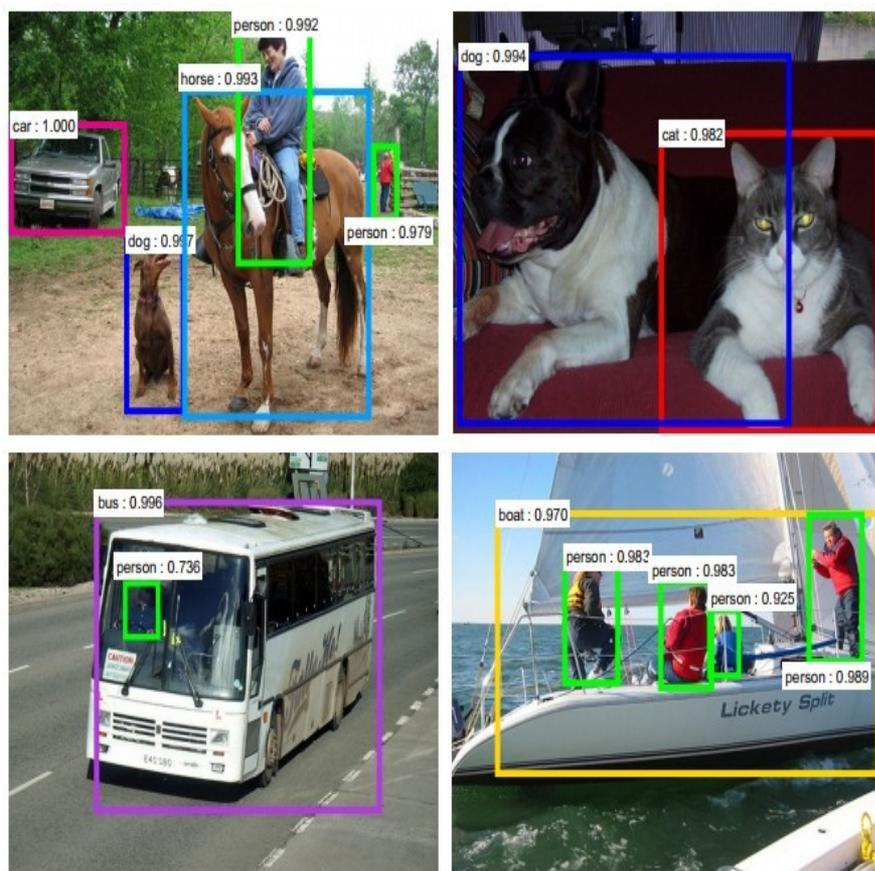 person : 0.992
horse : 0.993
car : 1.000
dog : 0.997
person : 0.979
dog : 0.994
cat : 0.982
bus : 0.996
person : 0.736
CAUTION
boat : 0.970
person : 0.983
person : 0.983
person : 0.925
person : 0.989
Lickety Split